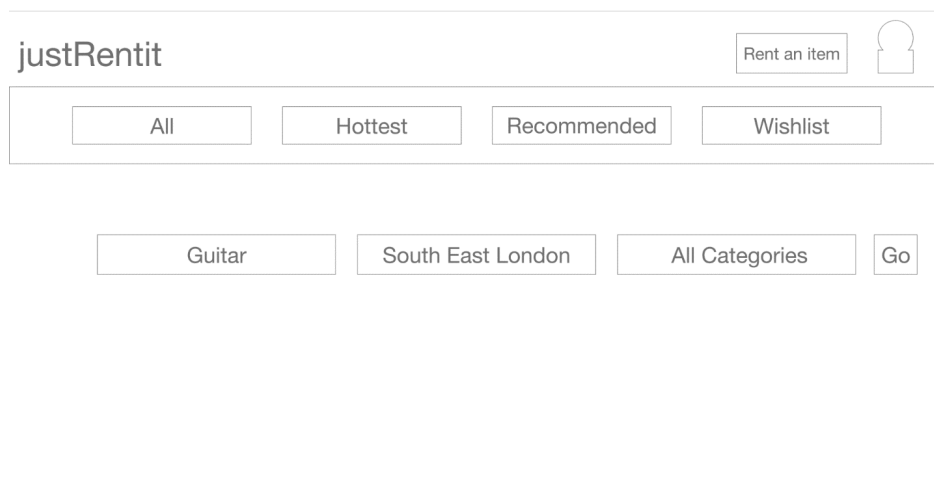 justRentit
Rent an item
All Hottest Recommended Wishlist
Guitar South East London All Categories Go